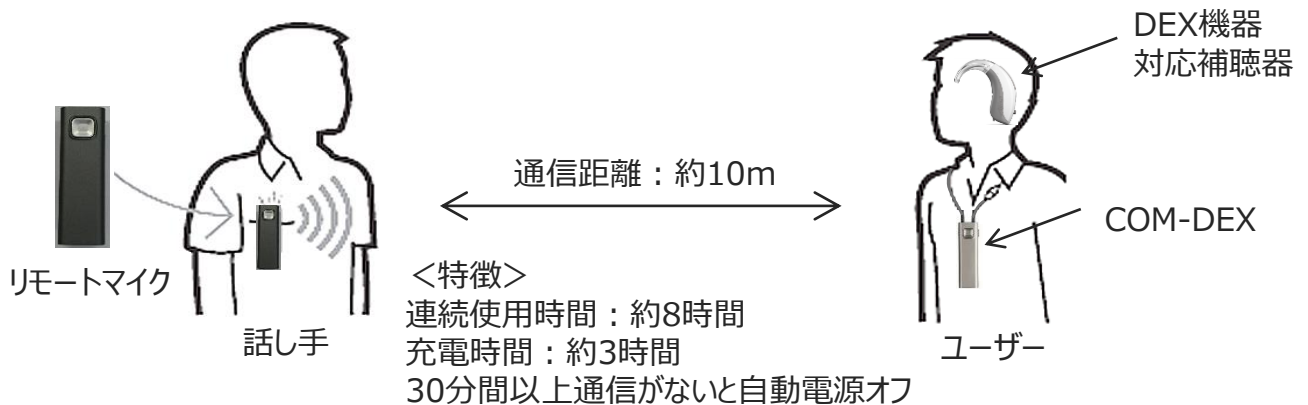 DEX機器
対応補聴器
通信距離：約10m
COM-DEX
リモートマイク
＜特徴＞
連続使用時間：約8時間
話し手
ユーザー
充電時間：約3時間
30分間以上通信がないと自動電源オフ